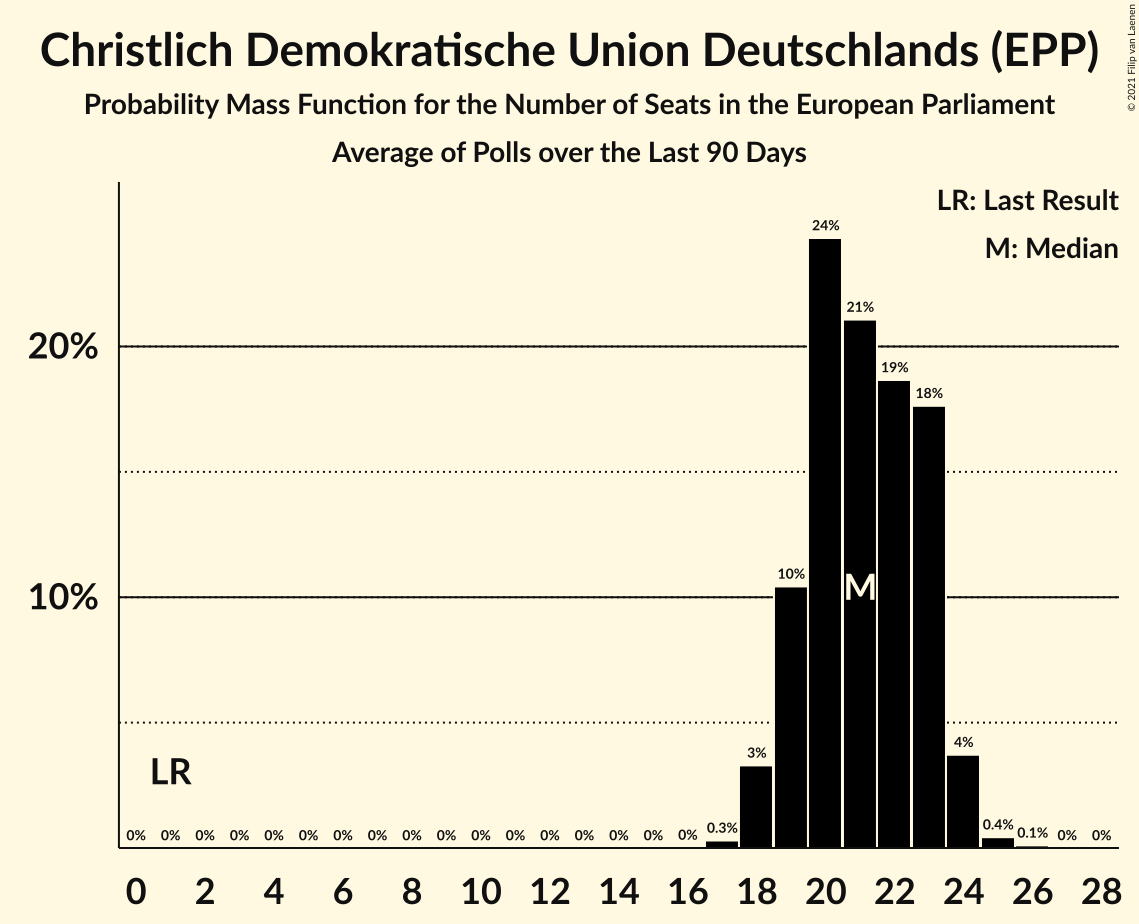 Christlich Demokratische Union Deutschlands (EPP)
Probability Mass Function for the Number of Seats in the European Parliament
Average of Polls over the Last 90 Days
© 2021 Filip van Laenen
LR: Last Result
M: Median
24%
21%
20%
19%
18%
10%
M
10%
4%
3%
LR
0% 0% 0% 0% 0% 0% 0% 0% 0% 0% 0% 0% 0% 0% 0% 0% 0% 0.3% 0.4% 0.1% 0% 0%
0 2 4 6 8 10 12 14 16 18 20 22 24 26 28